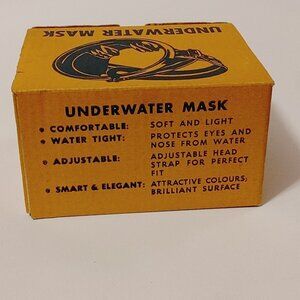 UNDERWATER MASK
UNDERWATER MASK
• COMFORTABLE: SOFT AND LIGHT
• WATER TIGHT: PROTECTS EYES AND
NOSE FROM WATER
• ADJUSTABLE: ADJUSTABLE HEAD
STRAP FOR PERFECT
FIT
• SMART & ELEGANT: ATTRACTIVE COLOURS,
BRILLIANT SURFACE